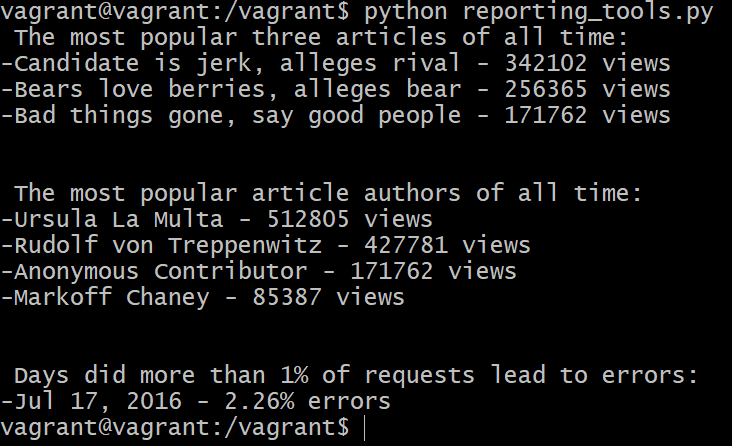 vagrant@vagrant:/vagrant$ python reporting_tools.py
The most popular three articles of all time:
-Candidate is jerk, alleges rival - 342102 views
-Bears love berries, alleges bear - 256365 views
-Bad things gone, say good people - 171762 views
The most popular article authors of all time:
-Ursula La Multa - 512805 views
-Rudolf von Treppenwitz - 427781 views
-Anonymous Contributor - 171762 views
-Markoff Chaney - 85387 views
Days did more than 1% of requests lead to errors:
-Jul 17, 2016 - 2.26% errors
vagrant@vagrant:/vagrant$